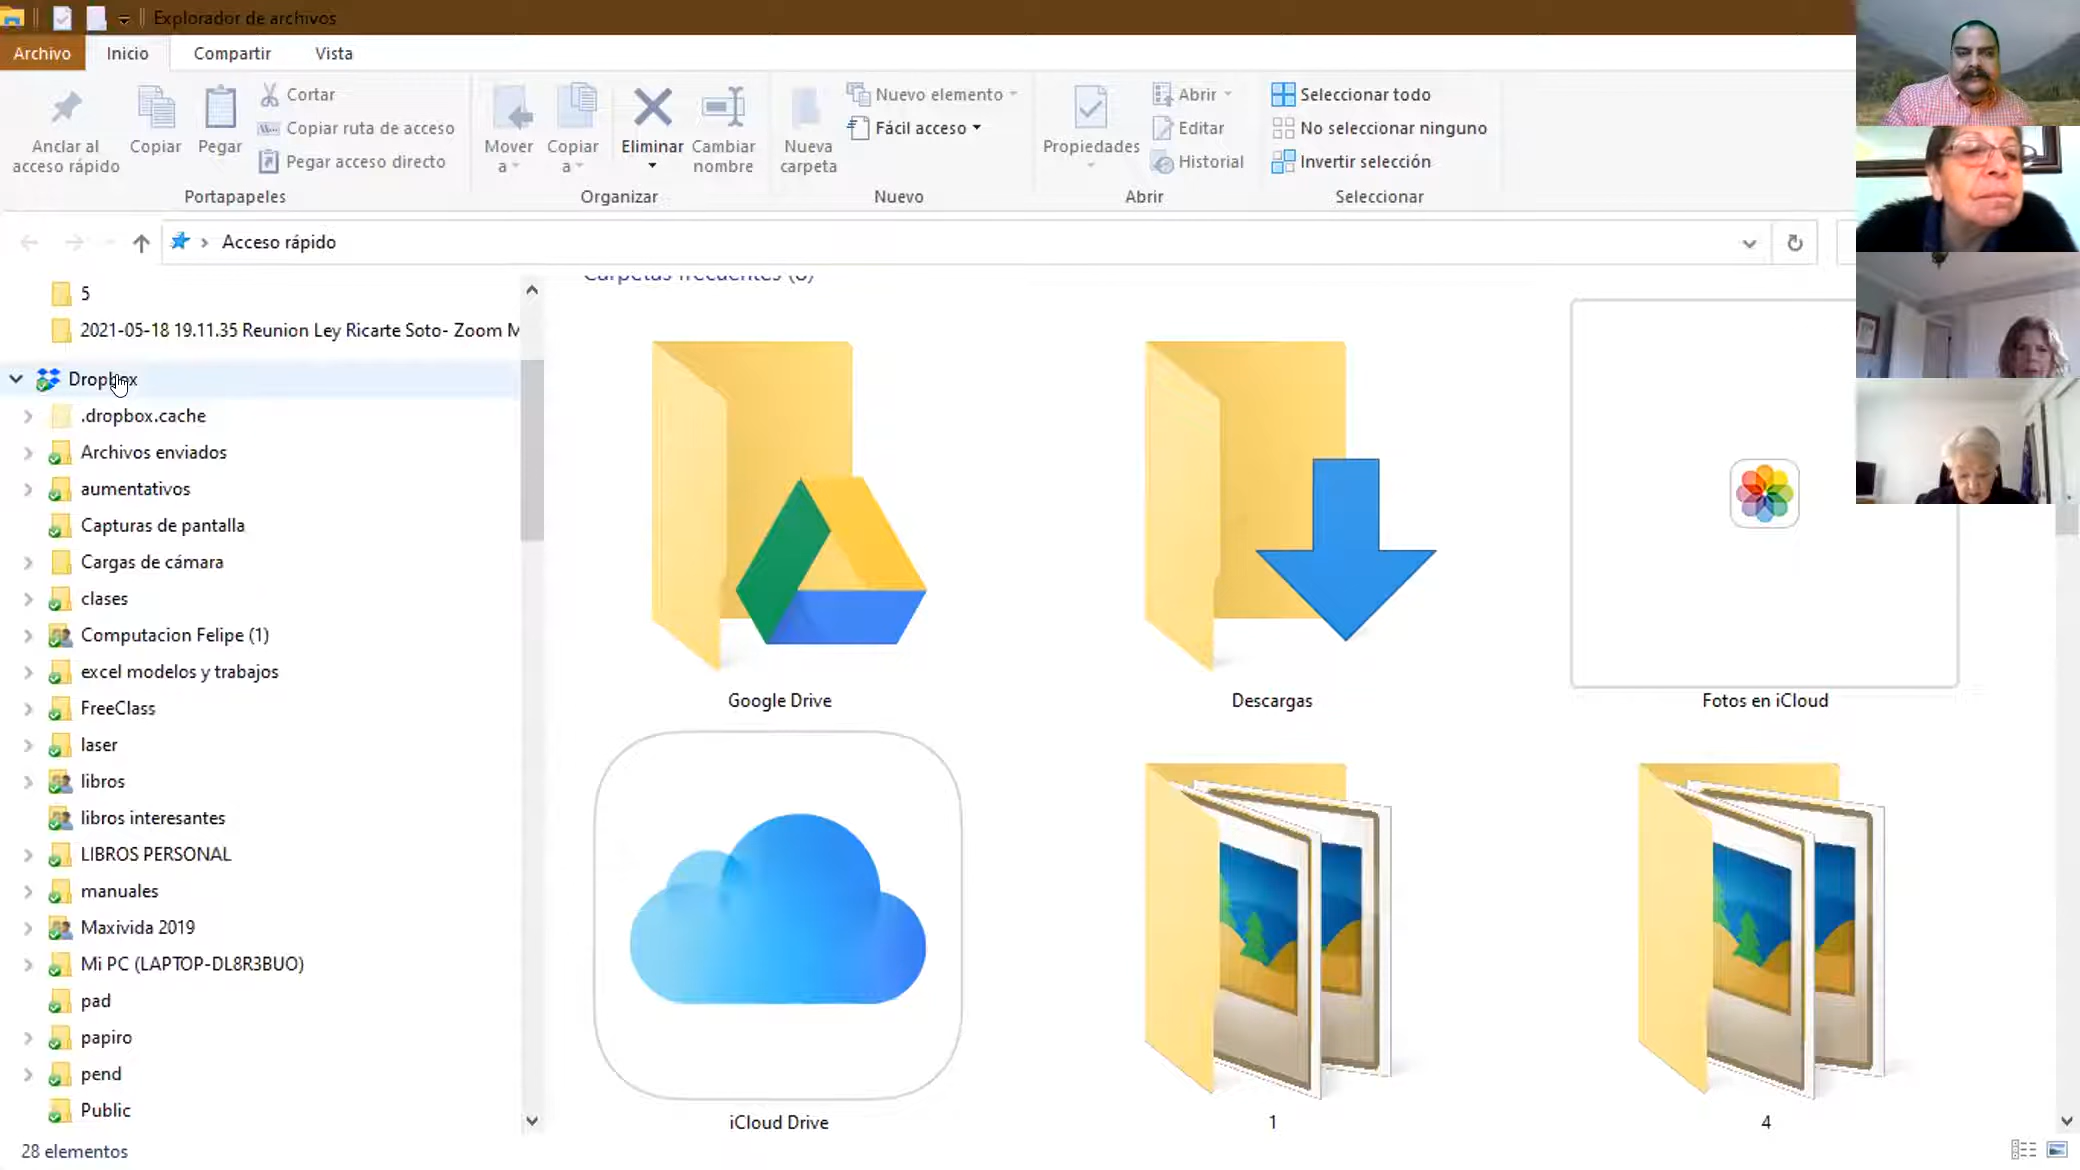 Explorador de archivos
Archivo
Inicio
Compartir
Vista
Anclar al
acceso rápido
Copiar
Pegar
Cortar
Copiar ruta de acceso
Pegar acceso directo
Portapapeles
Mover
a
Copiar
a
Eliminar
Cambiar
nombre
Organizar
Nueva
carpeta
Nuevo elemento
Fácil acceso
Nuevo
Propiedades
Abrir
Editar
Historial
Abrir
Seleccionar todo
No seleccionar ninguno
Invertir selección
Seleccionar
Acceso rápido
5
2021-05-18 19.11.35 Reunion Ley Ricarte Soto- Zoom M
Dropbox
.dropbox.cache
Archivos enviados
aumentativos
Capturas de pantalla
Cargas de cámara
clases
Computacion Felipe (1)
excel modelos y trabajos
FreeClass
laser
libros
libros interesantes
LIBROS PERSONAL
manuales
Maxivida 2019
Mi PC (LAPTOP-DL8R3BUO)
pad
papiro
pend
Public
28 elementos
Carpetas frecuentes
Google Drive
Descargas
Fotos en iCloud
iCloud Drive
1
4